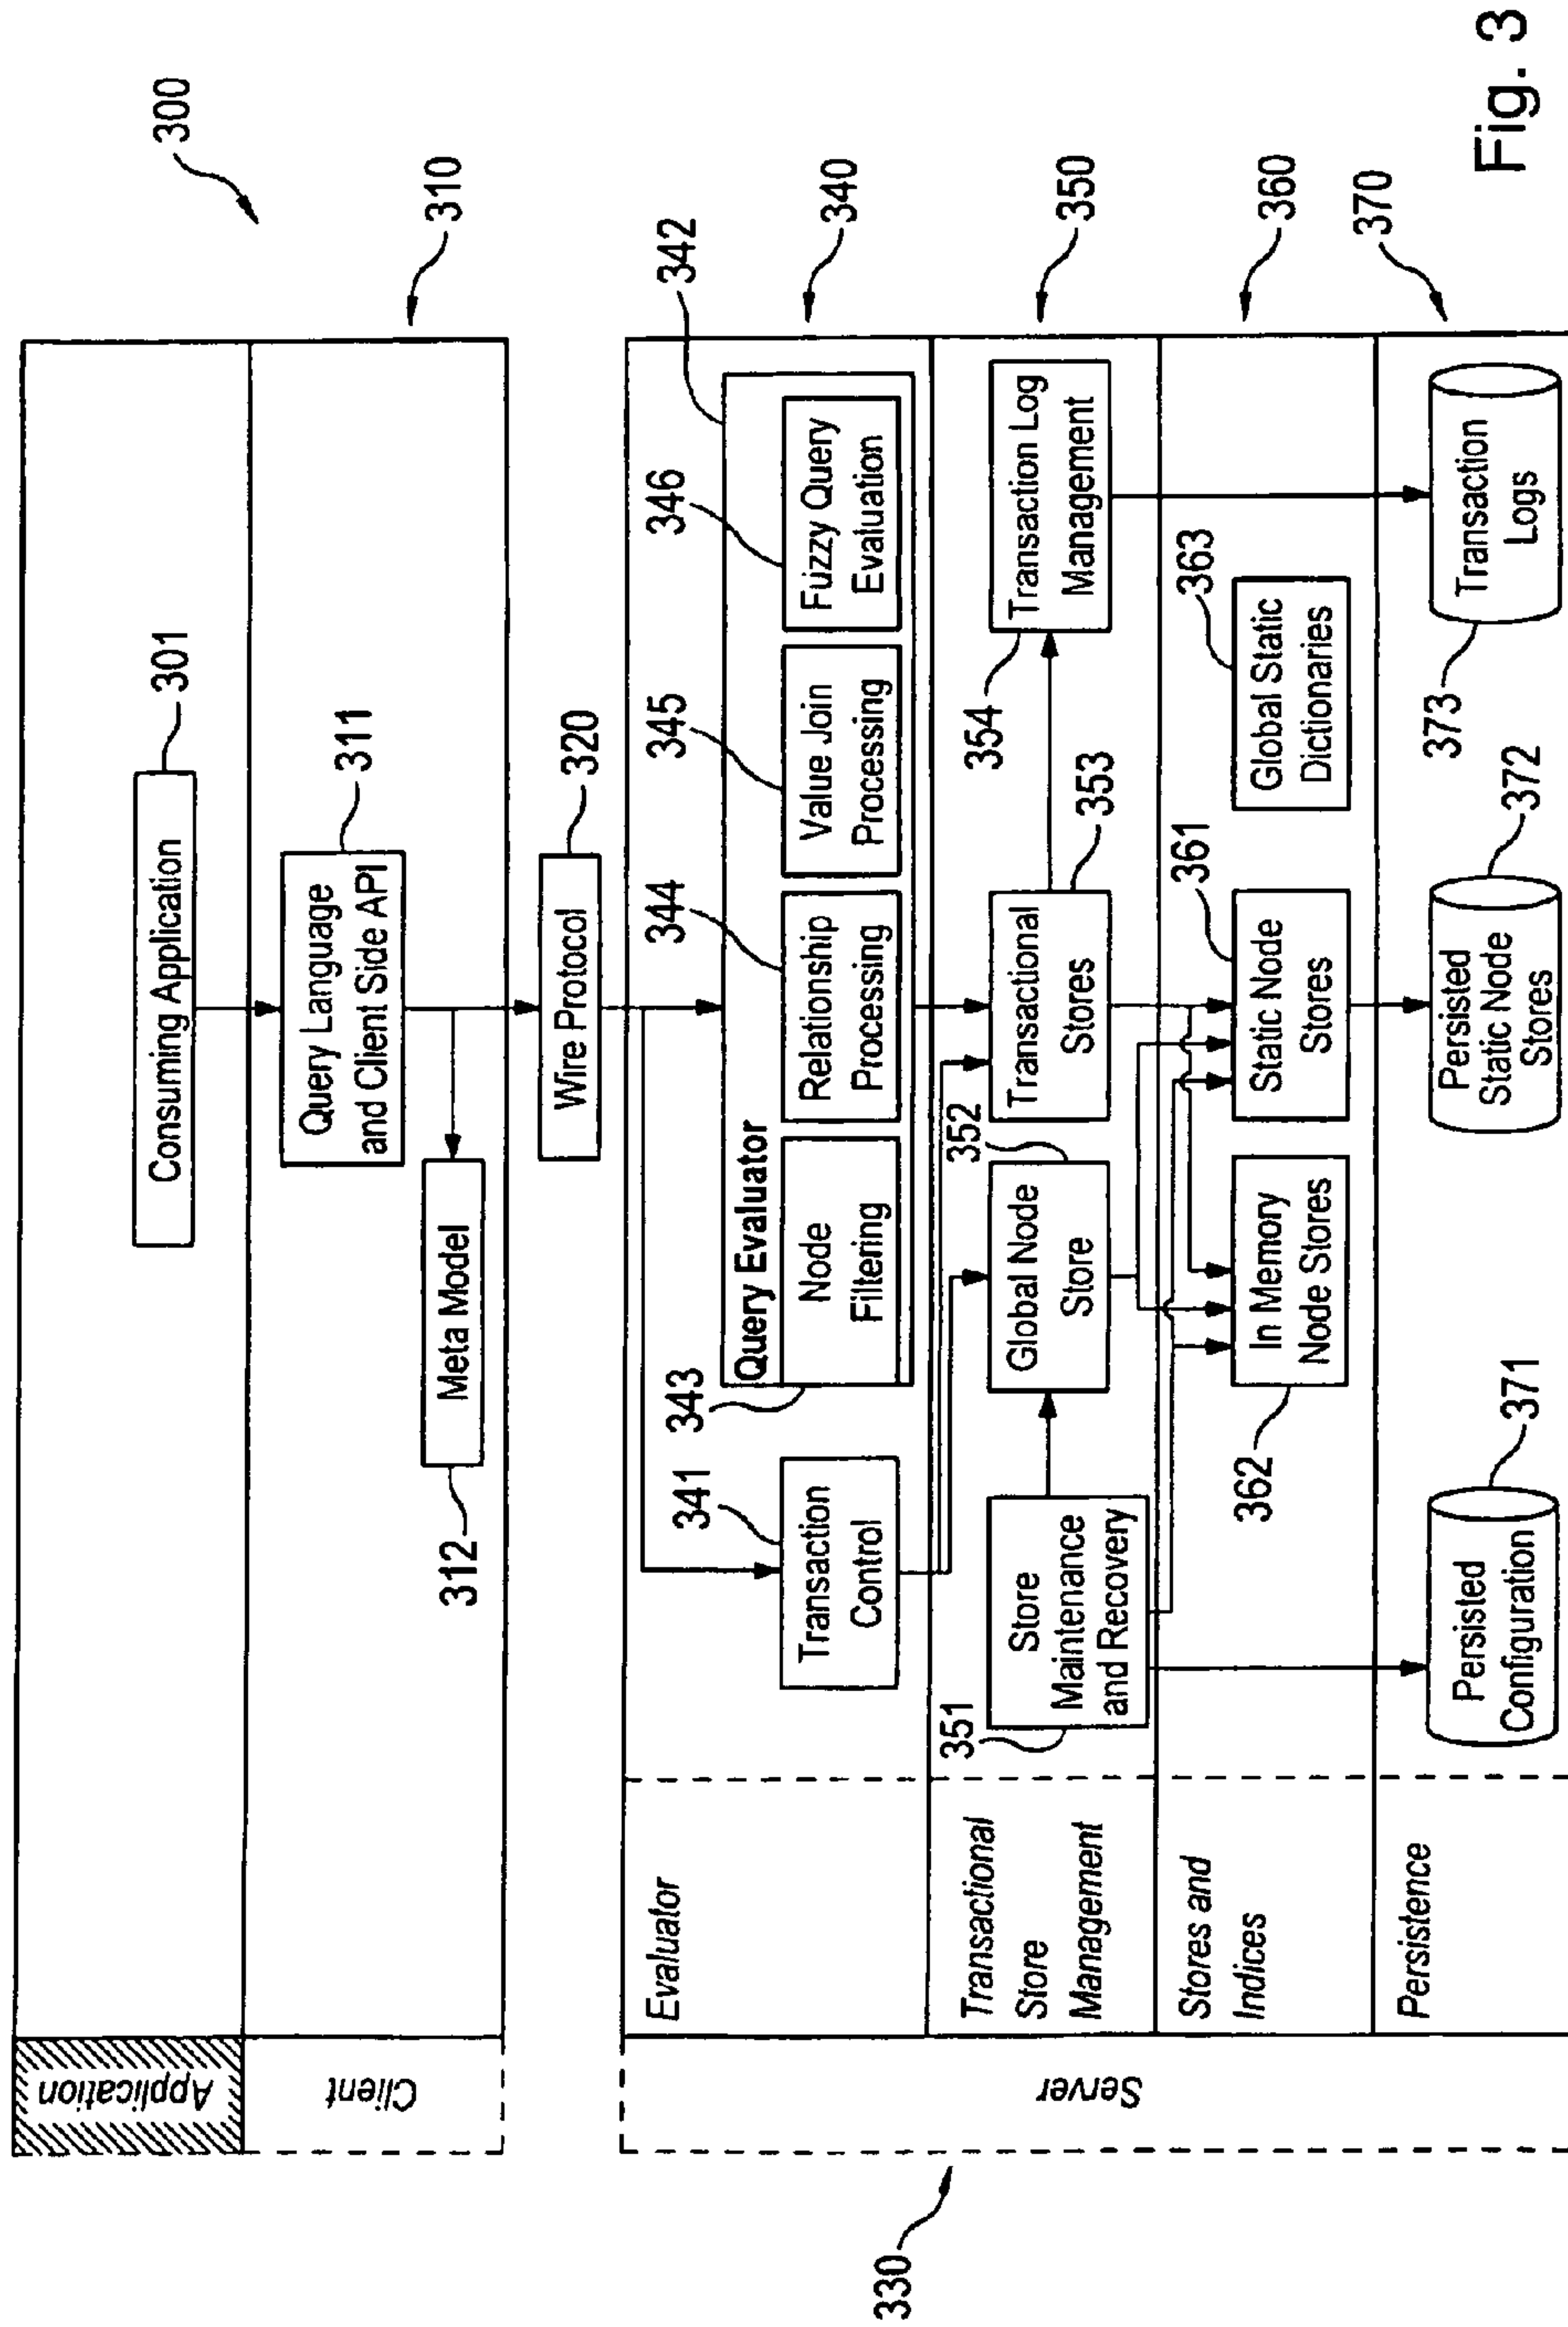 300
Application
Consuming Application
301
Client
310
Query Language
and Client Side API
311
Meta Model
312
Wire Protocol
320
330
Server
Evaluator
340
Transaction
Control
341
Query Evaluator
342
Node
Filtering
343
Relationship
Processing
344
Value Join
Processing
345
Fuzzy Query
Evaluation
346
Transactional
Store
Management
350
Store
Maintenance
and Recovery
351
Global Node
Store
352
Transactional
Stores
353
Transaction Log
Management
354
Stores and
Indices
360
In Memory
Node Stores
362
Static Node
Stores
361
Global Static
Dictionaries
363
Persistence
370
Persisted
Configuration
371
Persisted
Static Node
Stores
372
Transaction
Logs
373
Fig. 3